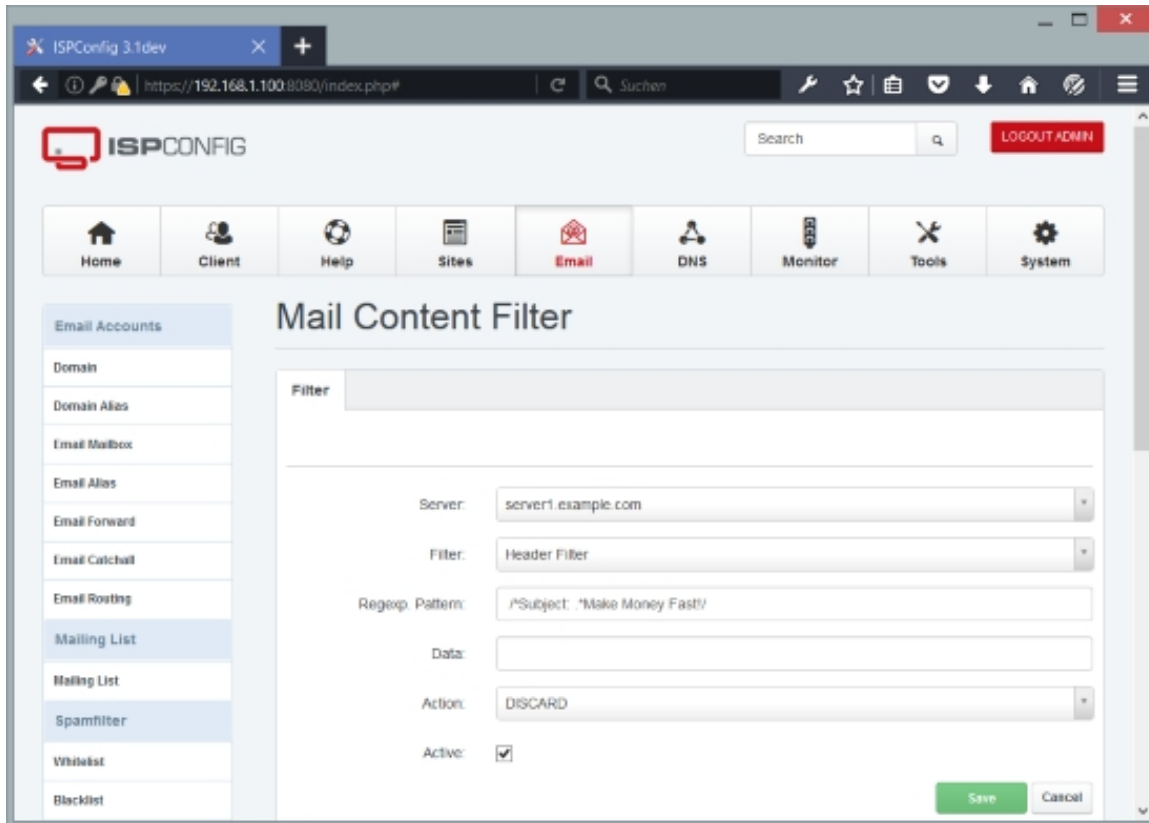 ISPConfig 3.1dev
https://192.168.1.100:8080/index.php#
Suchen
ISPCONFIG
Search
LOGOUT ADMIN
Home Client Help Sites Email DNS Monitor Tools System
Mail Content Filter
Email Accounts
Domain
Domain Alias
Email Mailbox
Email Alias
Email Forward
Email Catchall
Email Routing
Mailing List
Mailing List
Spamfilter
Whitelist
Blacklist
Filter
Server: server1.example.com
Filter: Header Filter
Regexp. Pattern: /^Subject: .*Make Money Fast!/
Data:
Action: DISCARD
Active:
Save Cancel